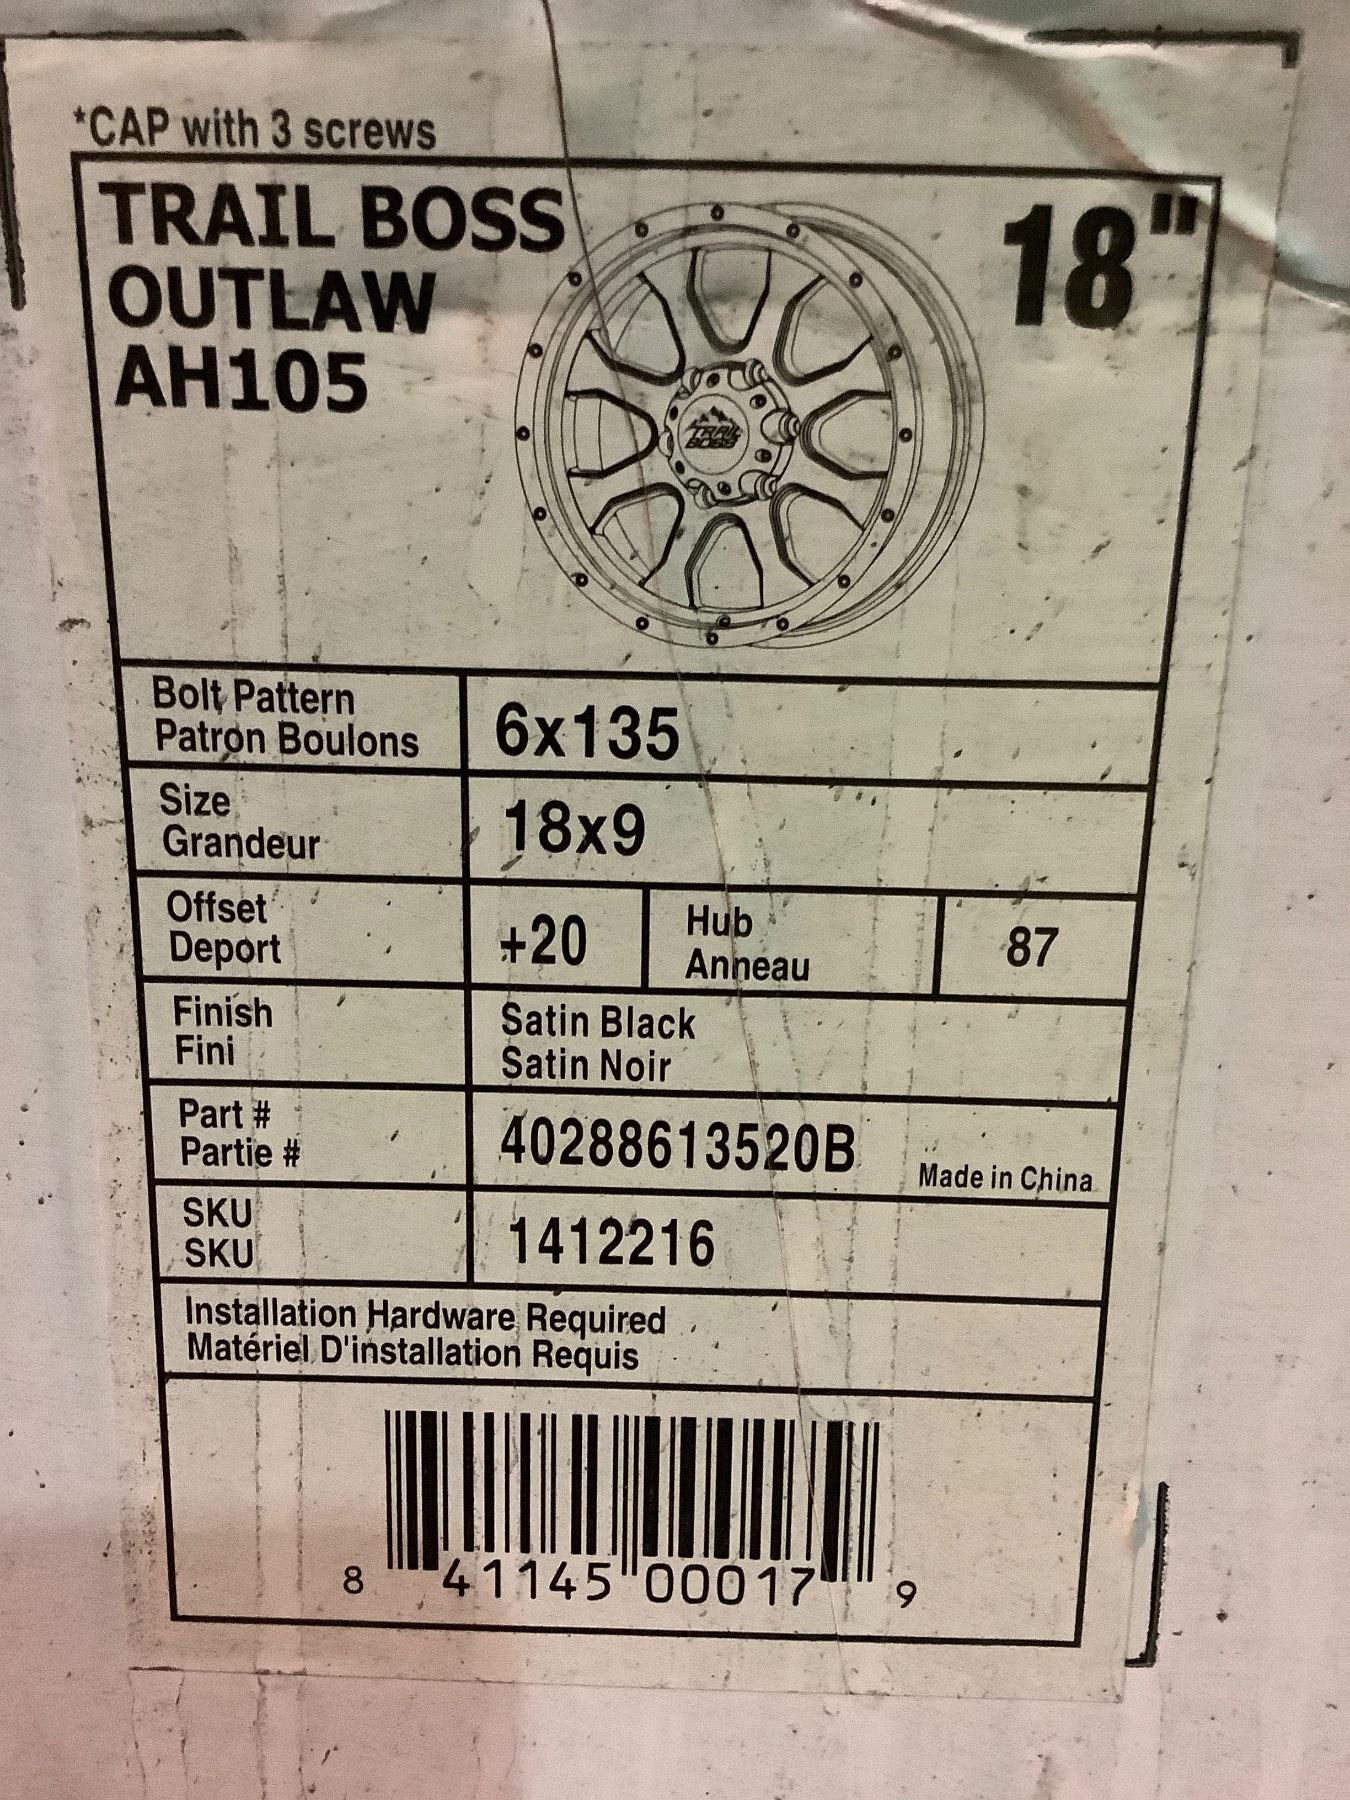 *CAP with 3 screws
TRAIL BOSS
OUTLAW
AH105
18"
TRAIL
BOSS
Bolt Pattern
Patron Boulons
6x135
Size
Grandeur
18x9
Offset
Deport
+20
Hub
Anneau
87
Finish
Fini
Satin Black
Satin Noir
Part #
Partie #
40288613520B
Made in China
SKU
SKU
1412216
Installation Hardware Required
Matériel D'installation Requis
8 41145 00017 9